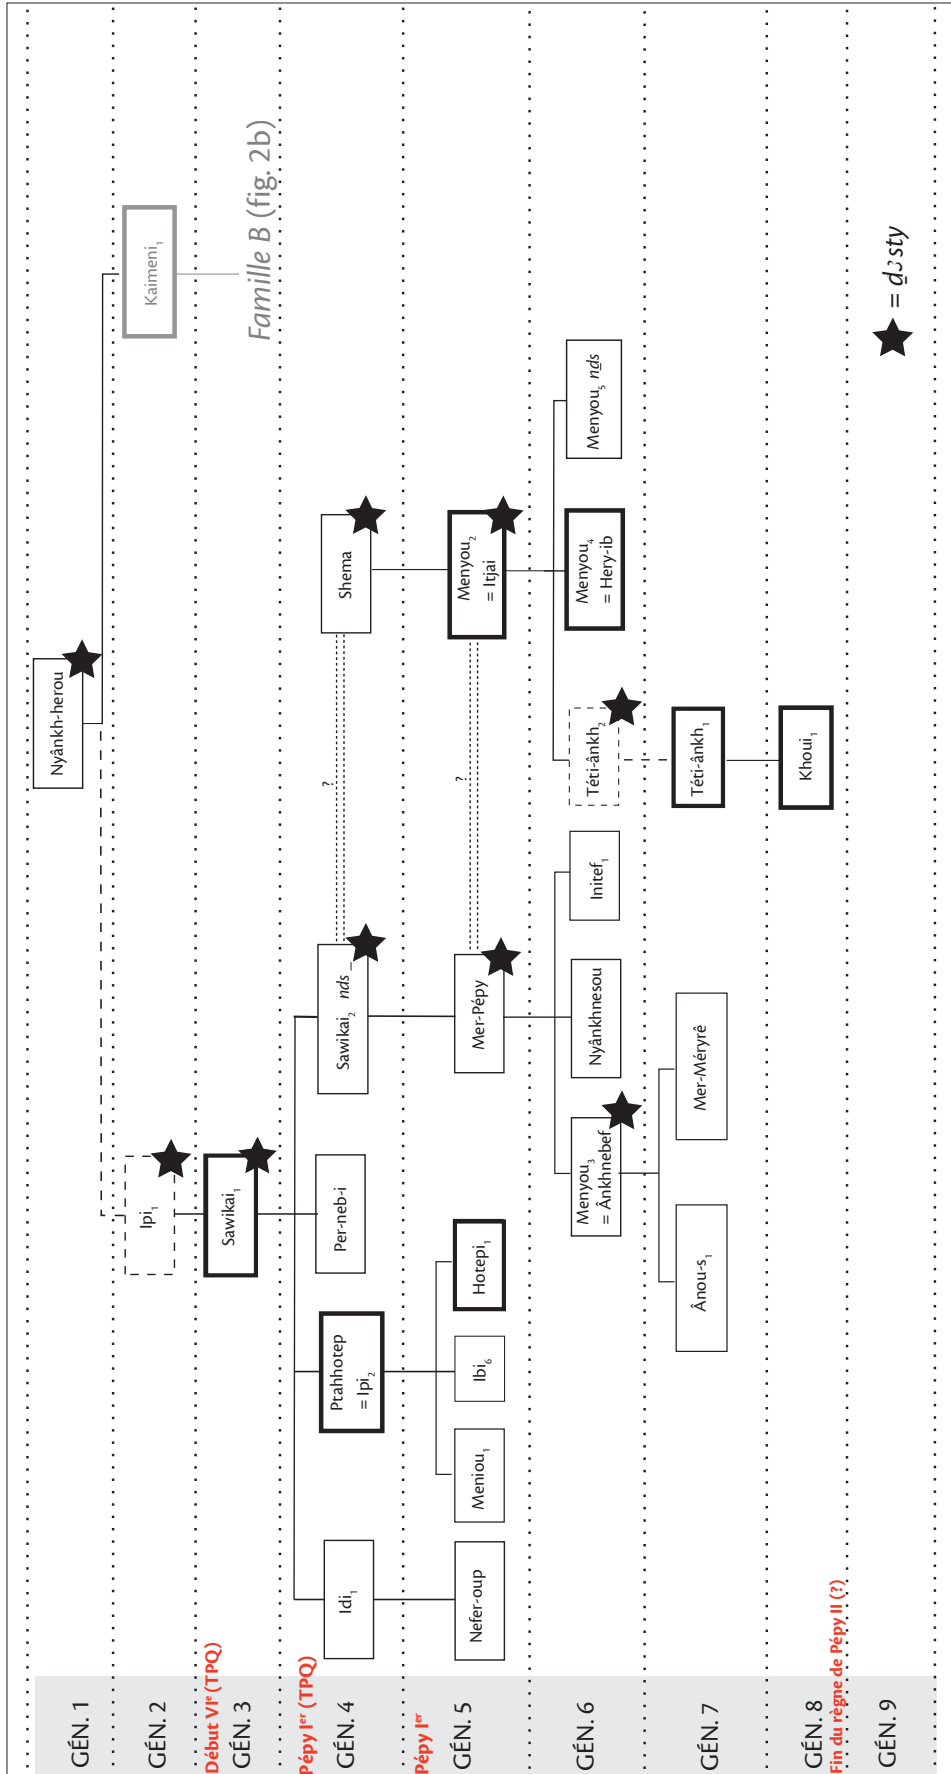 GÉN. 1
Nyânkh-herou
GÉN. 2
Ipi₁
Kaimeni₁
Début VIᵉ (TPQ)
GÉN. 3
Sawikai₁
Famille B (fig. 2b)
Pépy Iᵉʳ (TPQ)
GÉN. 4
Idi₁
Ptahhotep
= Ipi₂
Per-neb-i
Sawikai₂ nds
?
Shema
Pépy Iᵉʳ
GÉN. 5
Nefer-oup
Meniou₁
Ibi₆
Hotepi₁
Mer-Pépy
?
Menyou₂
= Itjai
GÉN. 6
Menyou₃
= Ânkhnebef
Nyânkhnesou
Initef₁
Téti-ânkh₂
Menyou₄
= Hery-ib
Menyou₅ nḏs
GÉN. 7
Ânou-s₁
Mer-Méryrê
Téti-ânkh₁
GÉN. 8
Khoui₁
Fin du règne de Pépy II (?)
GÉN. 9
★ = ḏꜣsty